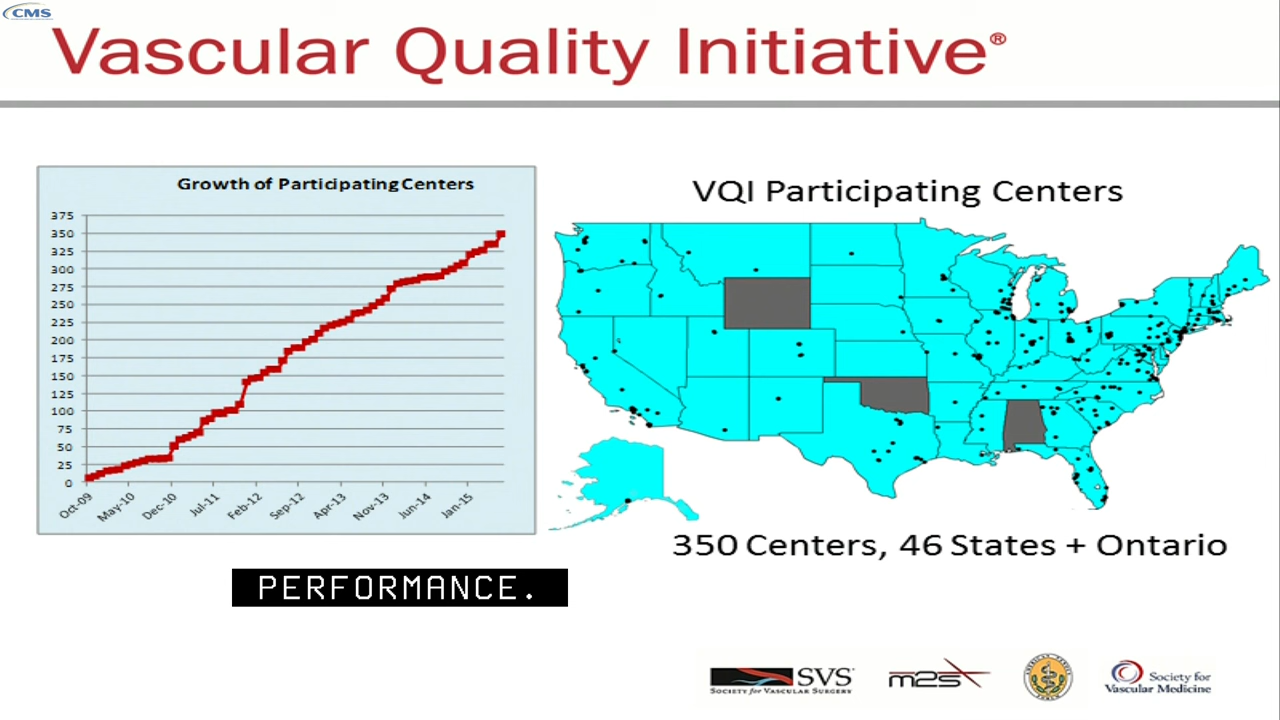 CMS
Vascular Quality Initiative®
Growth of Participating Centers
375
350
325
300
275
250
225
200
175
150
125
100
75
50
25
0
Oct-09
May-10
Dec-10
Jul-11
Feb-12
Sep-12
Apr-13
Nov-13
Jun-14
Jan-15
VQI Participating Centers
350 Centers, 46 States + Ontario
PERFORMANCE.
SVS
SOCIETY for VASCULAR SURGERY
m2s
Society for
Vascular Medicine